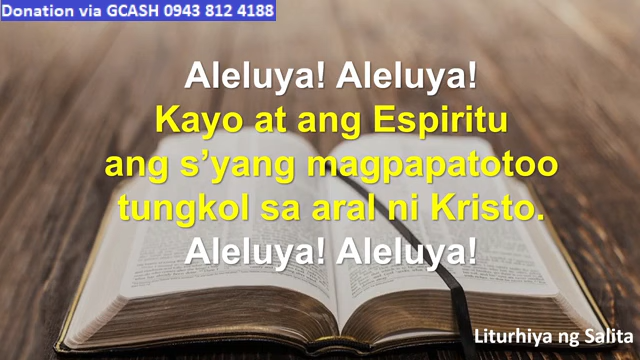 Donation via GCASH 0943 812 4188
Aleluya! Aleluya!
Kayo at ang Espiritu
ang s’yang magpapatotoo
tungkol sa aral ni Kristo.
Aleluya! Aleluya!
Liturhiya ng Salita